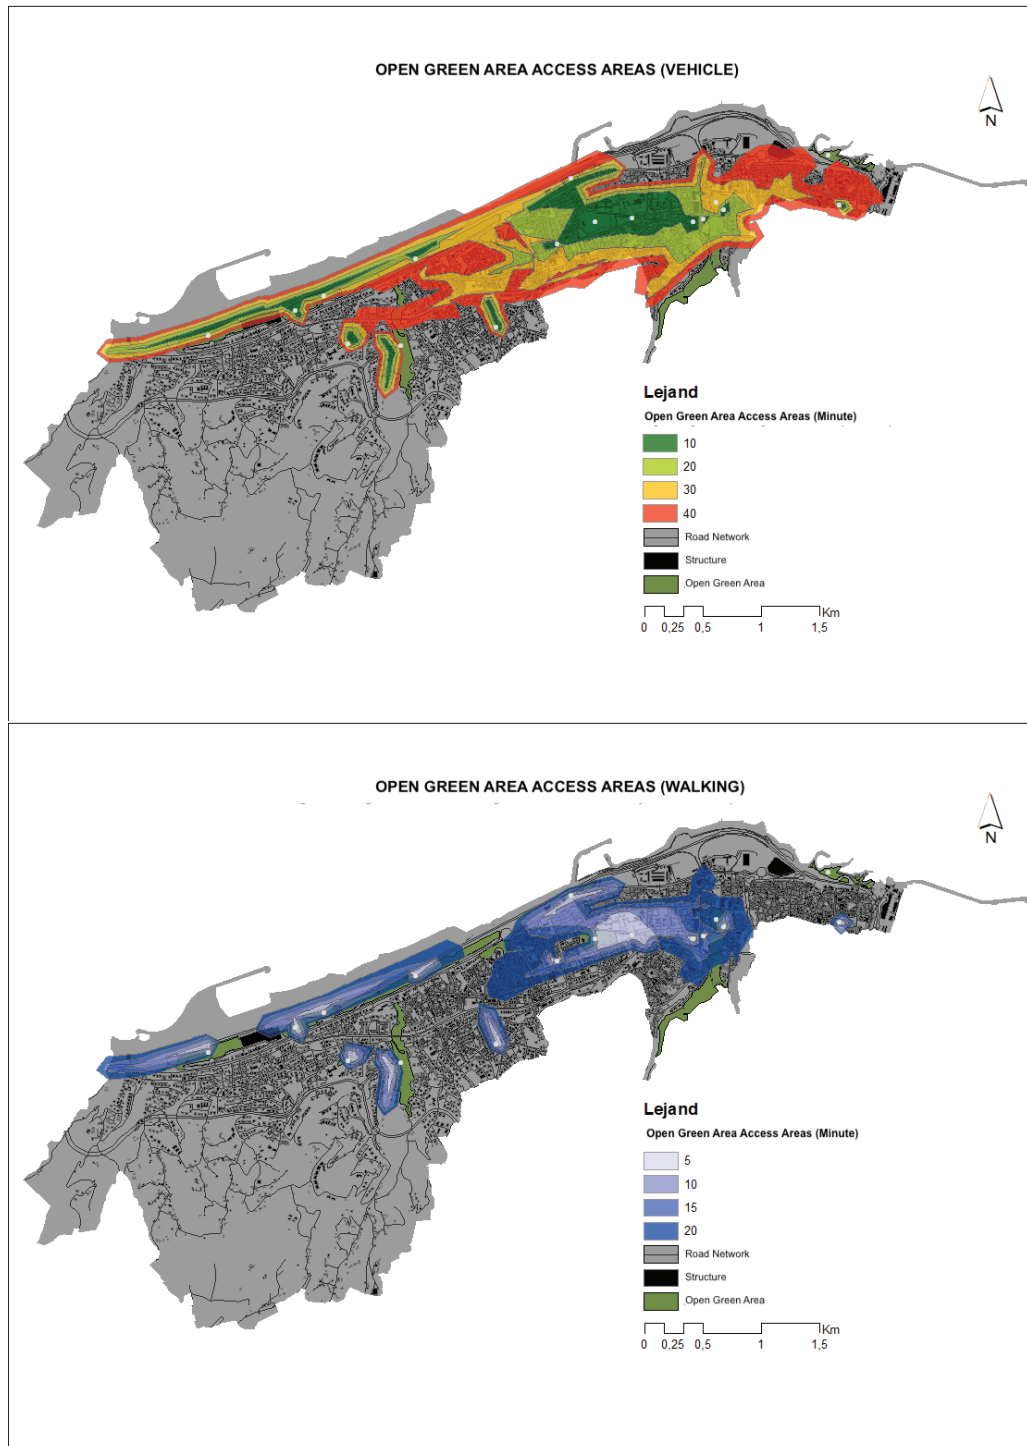 OPEN GREEN AREA ACCESS AREAS (VEHICLE)
N
Lejand
Open Green Area Access Areas (Minute)
10
20
30
40
Road Network
Structure
Open Green Area
Km
0 0,25 0,5 1 1,5
OPEN GREEN AREA ACCESS AREAS (WALKING)
N
Lejand
Open Green Area Access Areas (Minute)
5
10
15
20
Road Network
Structure
Open Green Area
Km
0 0,25 0,5 1 1,5